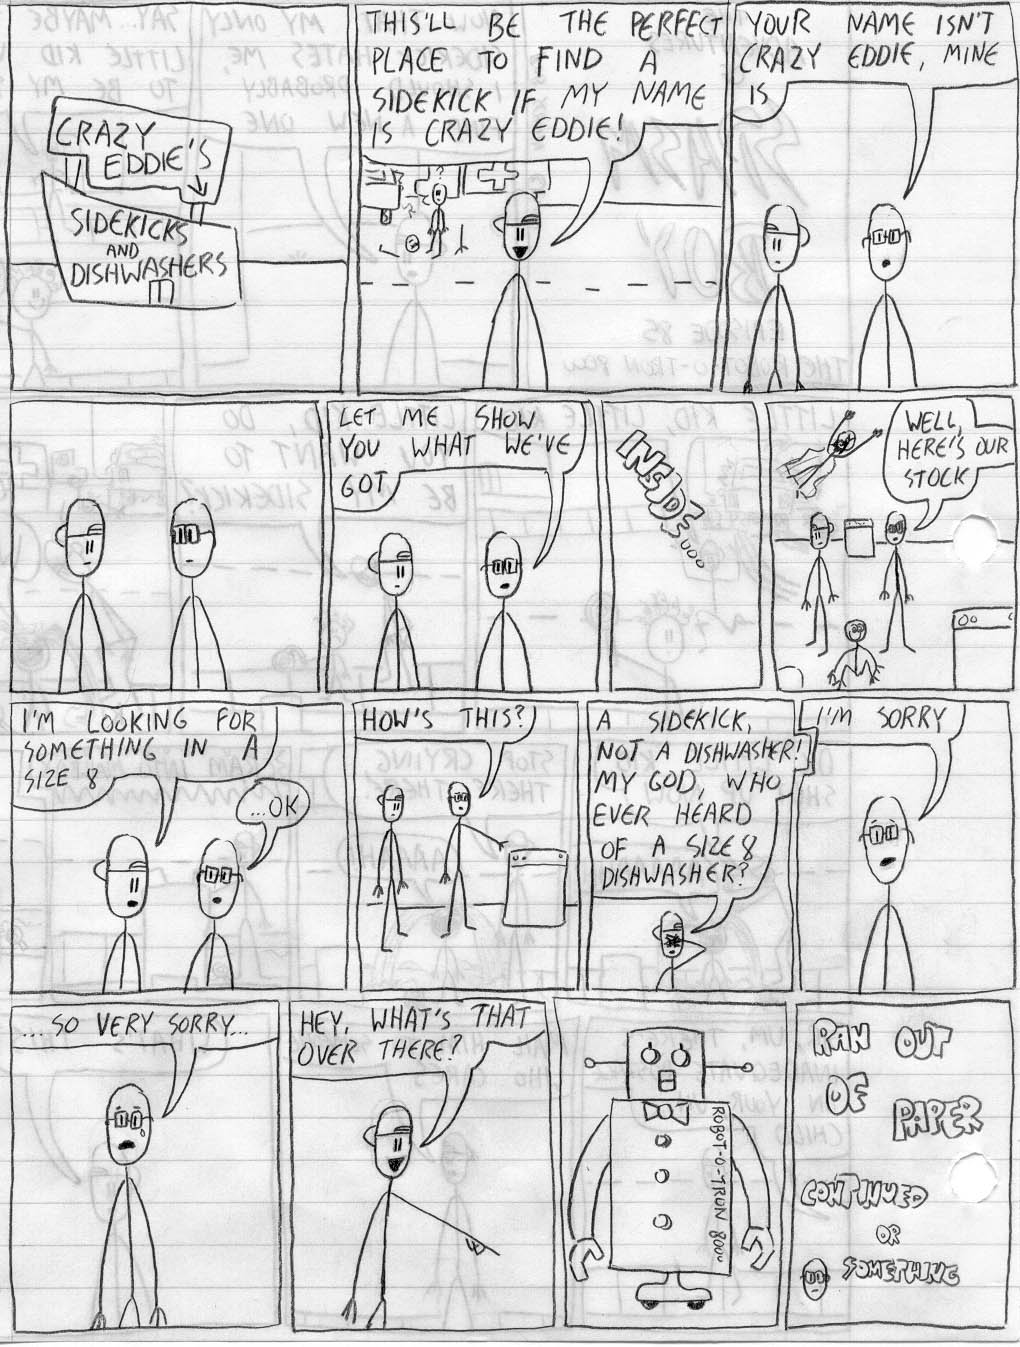 CRAZY
EDDIE'S
SIDEKICKS
AND
DISHWASHERS
THIS'LL BE THE PERFECT
PLACE TO FIND A
SIDEKICK IF MY NAME
IS CRAZY EDDIE!
?
YOUR NAME ISN'T
CRAZY EDDIE, MINE
IS
LET ME SHOW
YOU WHAT WE'VE
GOT
INSIDE...
WELL,
HERE'S OUR
STOCK
I'M LOOKING FOR
SOMETHING IN A
SIZE 8
...OK
HOW'S THIS?
A SIDEKICK,
NOT A DISHWASHER!
MY GOD, WHO
EVER HEARD
OF A SIZE 8
DISHWASHER?
I'M SORRY
...SO VERY SORRY...
HEY, WHAT'S THAT
OVER THERE?
ROBOT-O-TRON 8000
RAN OUT
OF
PAPER
CONTINUED
OR
SOMETHING